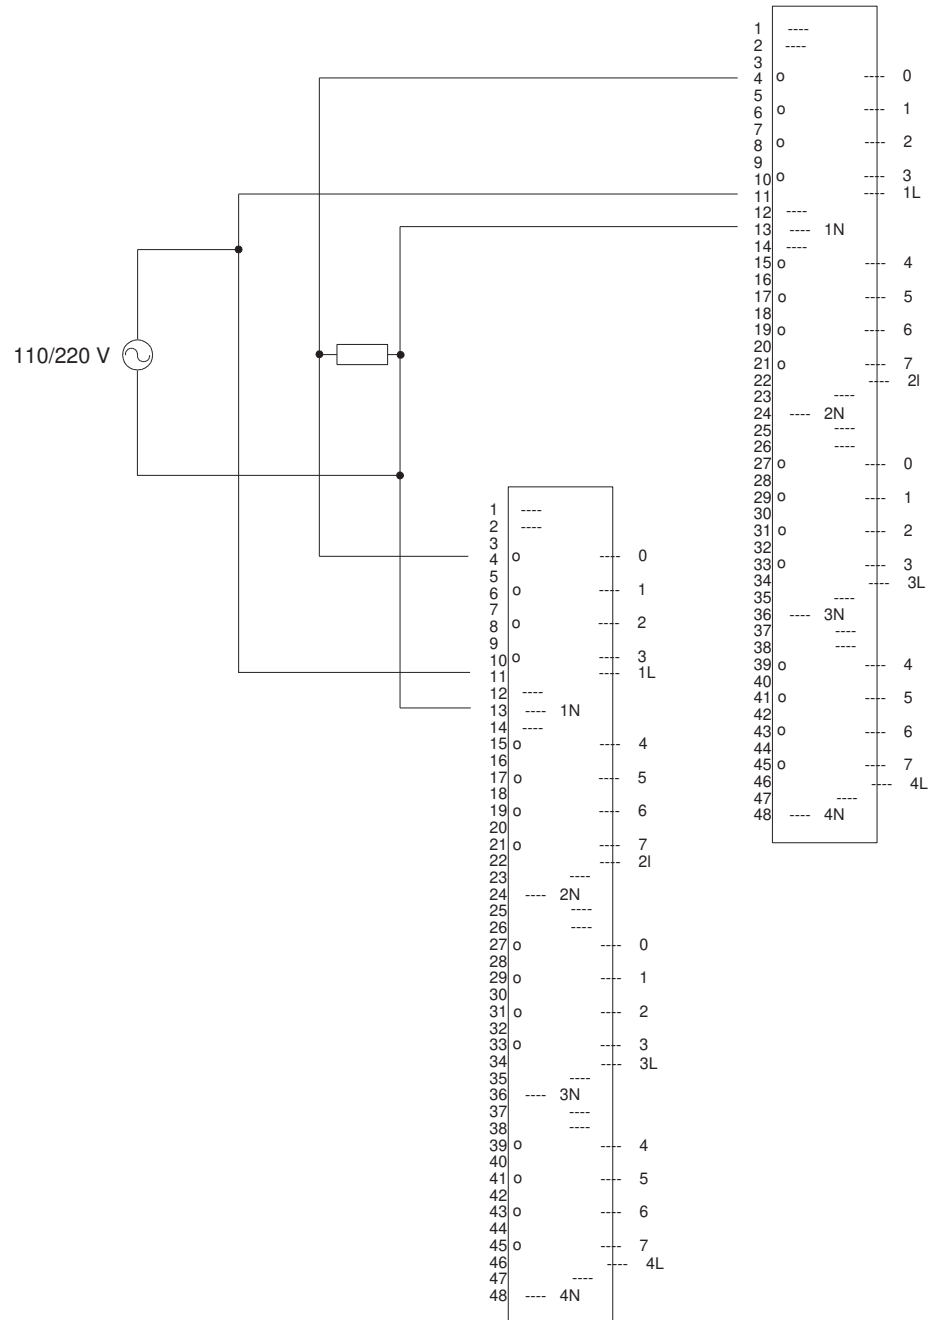 1 ----
2 ----
3
4 o ---- 0
5
6 o ---- 1
7
8 o ---- 2
9
10 o ---- 3
11 ---- 1L
12 ----
13 ---- 1N
14 ----
15 o ---- 4
16
17 o ---- 5
18
19 o ---- 6
20
21 o ---- 7
22 ---- 2l
23 ----
24 ---- 2N
25 ----
26 ----
27 o ---- 0
28
29 o ---- 1
30
31 o ---- 2
32
33 o ---- 3
34 ---- 3L
35 ----
36 ---- 3N
37 ----
38 ----
39 o ---- 4
40
41 o ---- 5
42
43 o ---- 6
44
45 o ---- 7
46 ---- 4L
47 ----
48 ---- 4N
110/220 V
1 ----
2 ----
3
4 o ---- 0
5
6 o ---- 1
7
8 o ---- 2
9
10 o ---- 3
11 ---- 1L
12 ----
13 ---- 1N
14 ----
15 o ---- 4
16
17 o ---- 5
18
19 o ---- 6
20
21 o ---- 7
22 ---- 2l
23 ----
24 ---- 2N
25 ----
26 ----
27 o ---- 0
28
29 o ---- 1
30
31 o ---- 2
32
33 o ---- 3
34 ---- 3L
35 ----
36 ---- 3N
37 ----
38 ----
39 o ---- 4
40
41 o ---- 5
42
43 o ---- 6
44
45 o ---- 7
46 ---- 4L
47 ----
48 ---- 4N